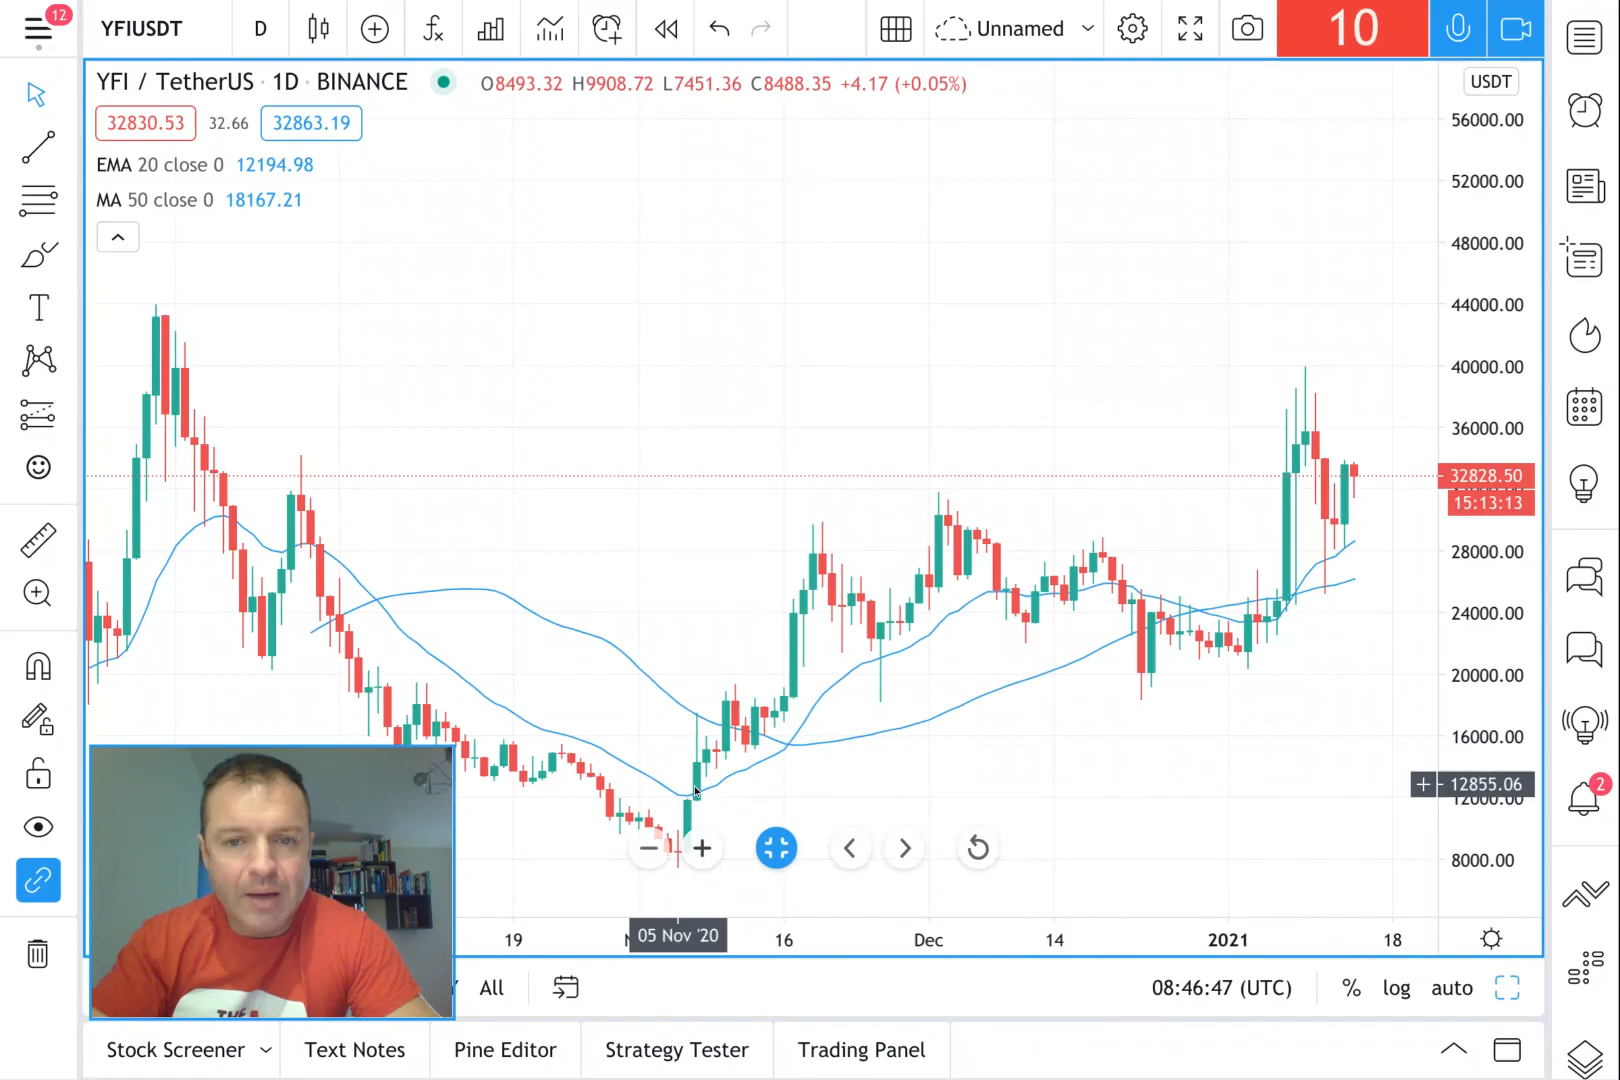 12
YFIUSDT D Unnamed 10
YFI / TetherUS · 1D · BINANCE O8493.32 H9908.72 L7451.36 C8488.35 +4.17 (+0.05%) USDT
32830.53 32.66 32863.19
EMA 20 close 0 12194.98
MA 50 close 0 18167.21
56000.00
52000.00
48000.00
44000.00
40000.00
36000.00
32828.50
15:13:13
28000.00
24000.00
20000.00
16000.00
12855.06
12000.00
8000.00
2
19 05 Nov '20 16 Dec 14 2021 18
All 08:46:47 (UTC) % log auto
Stock Screener Text Notes Pine Editor Strategy Tester Trading Panel